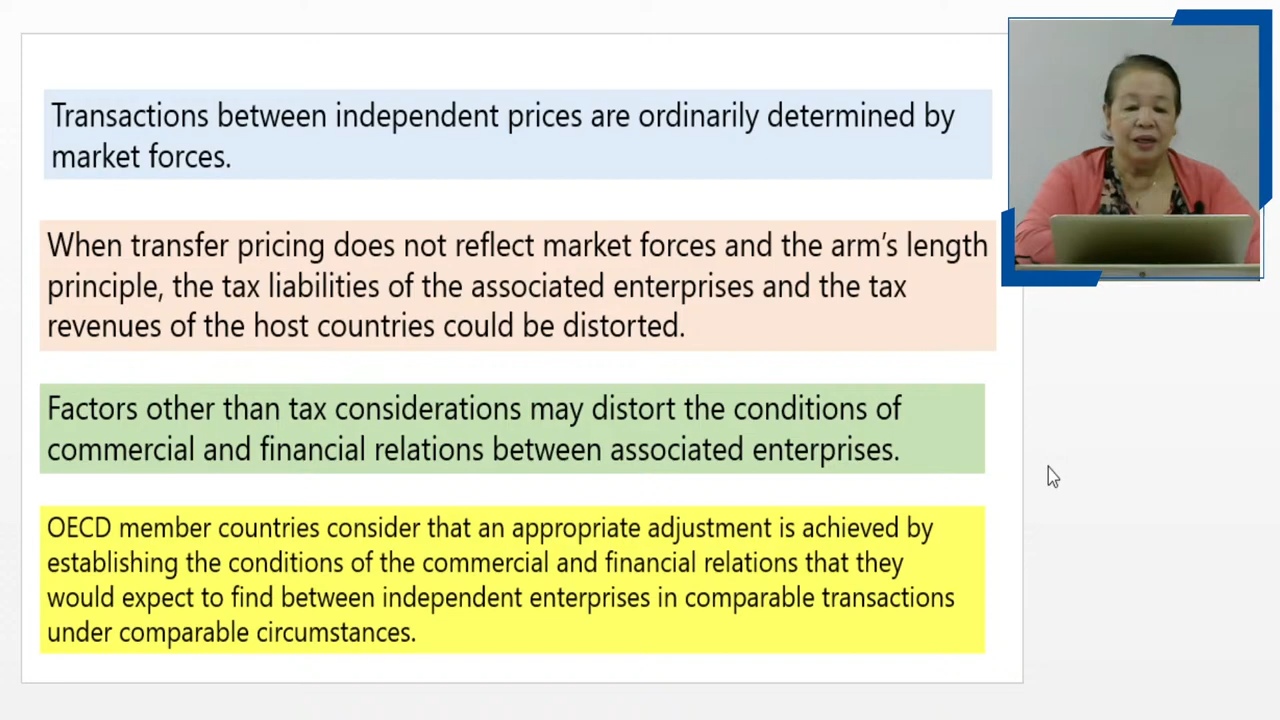 Transactions between independent prices are ordinarily determined by
market forces.
When transfer pricing does not reflect market forces and the arm's length
principle, the tax liabilities of the associated enterprises and the tax
revenues of the host countries could be distorted.
Factors other than tax considerations may distort the conditions of
commercial and financial relations between associated enterprises.
OECD member countries consider that an appropriate adjustment is achieved by
establishing the conditions of the commercial and financial relations that they
would expect to find between independent enterprises in comparable transactions
under comparable circumstances.